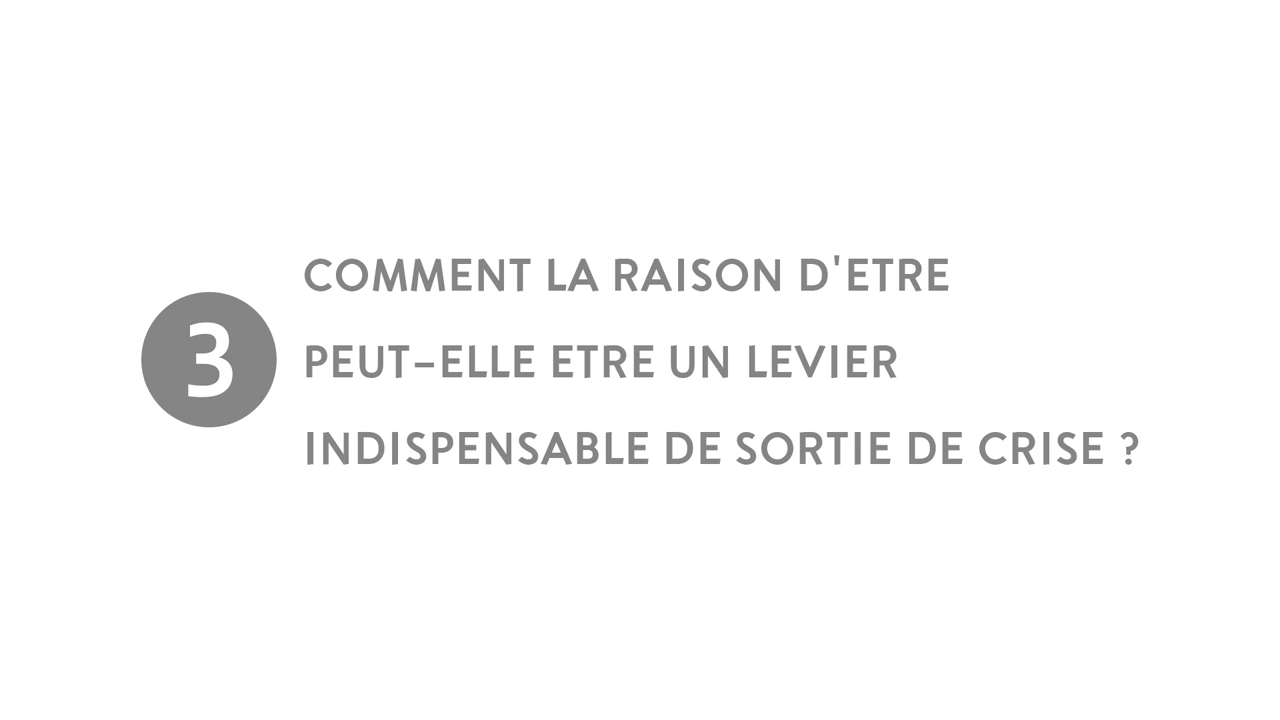 3
COMMENT LA RAISON D'ETRE
PEUT-ELLE ETRE UN LEVIER
INDISPENSABLE DE SORTIE DE CRISE ?